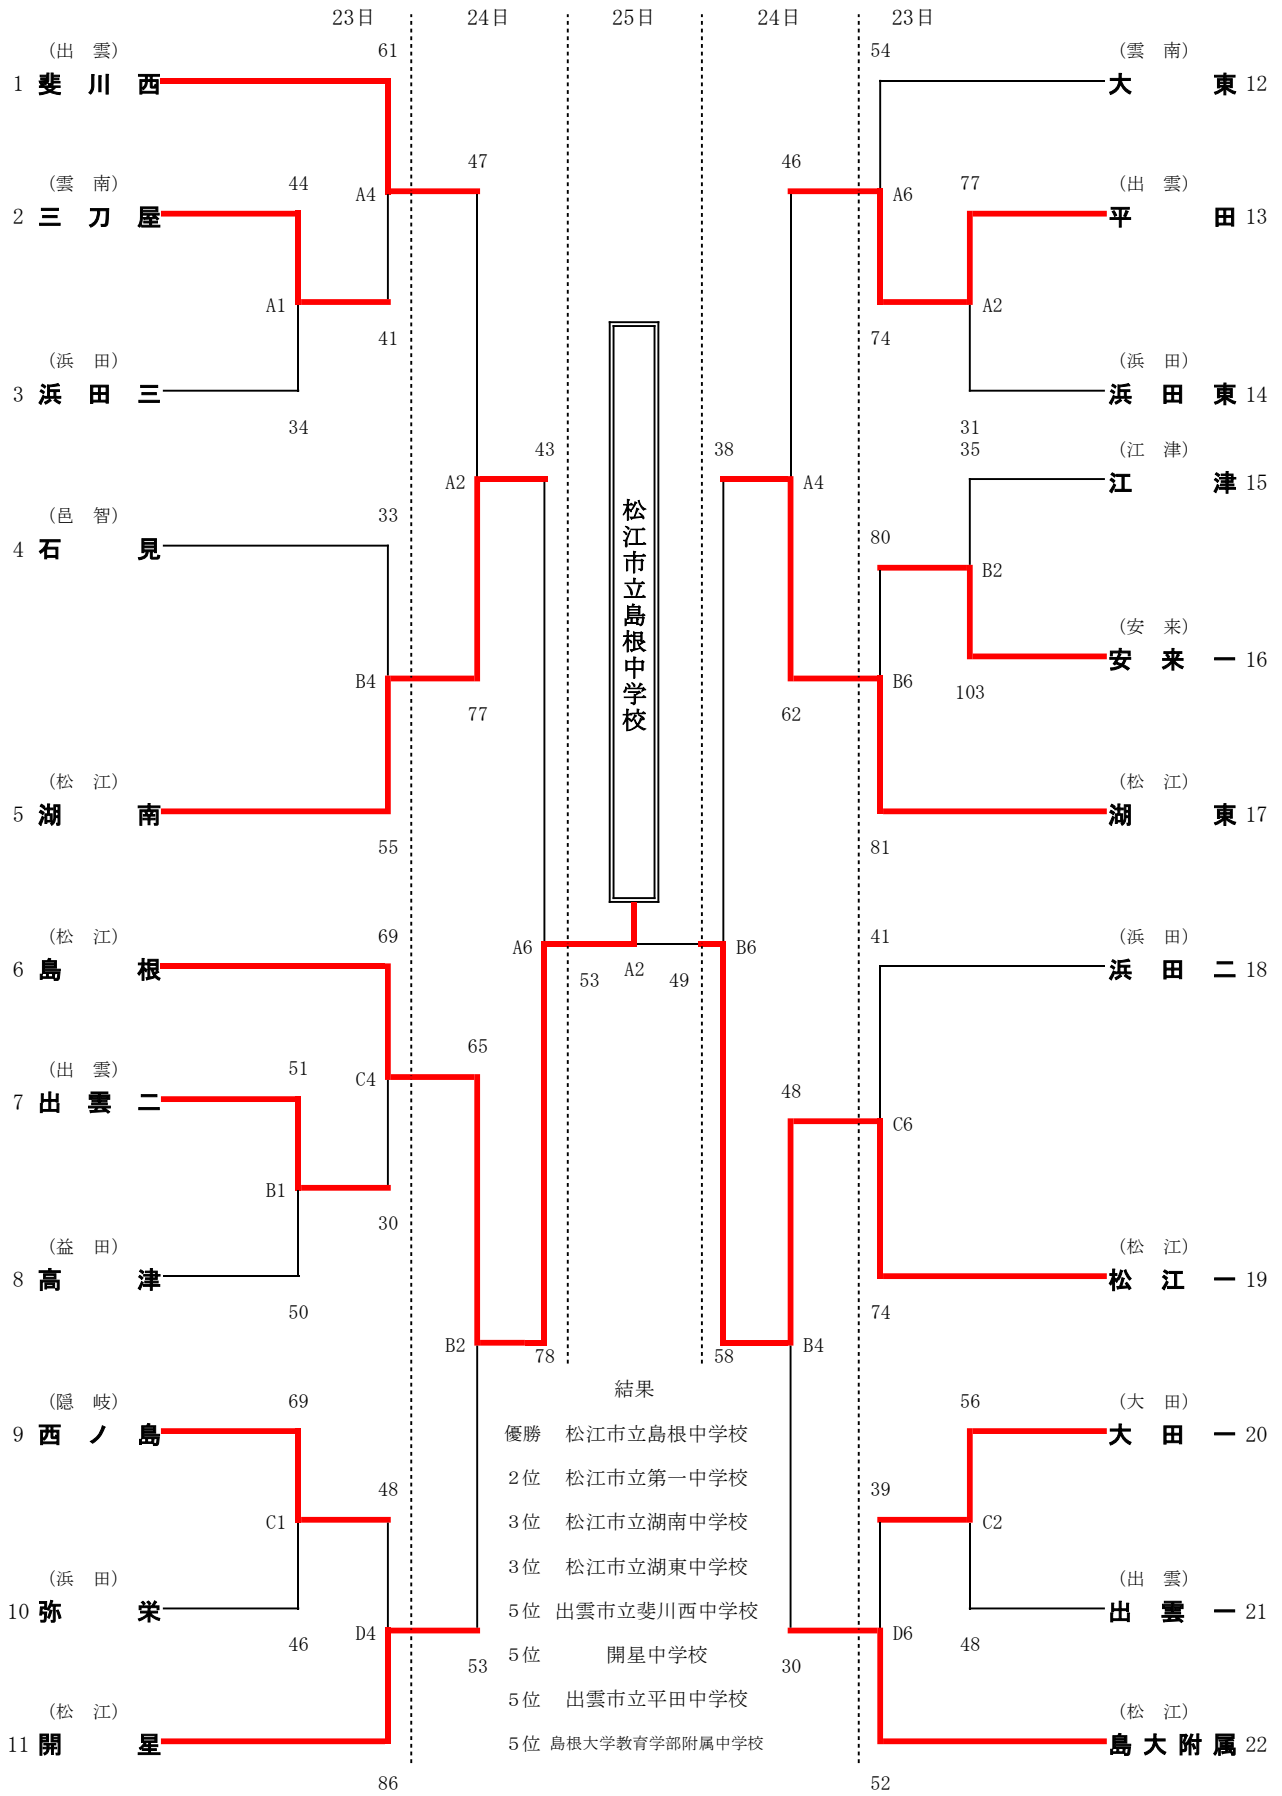 23日 24日 25日 24日 23日
(出 雲) 61 54 (雲 南)
1 斐川西 大東 12
47 46
(雲 南) 44 A4 A6 77 (出 雲)
2 三刀屋 平田 13
A1 A2
41 74
(浜 田) (浜 田)
3 浜田三 浜田東 14
34 31
43 38 35 (江 津)
A2 A4 江津 15
松江市立島根中学校
(邑 智) 33 80
4 石見 B2
(安 来)
安来一 16
B4 B6 103
77 62
(松 江) (松 江)
5 湖南 湖東 17
55 81
(松 江) 69 41 (浜 田)
A6 B6
6 島根 浜田二 18
53 A2 49
65
(出 雲) 51 C4 48
7 出雲二 C6
B1
30
(益 田) (松 江)
8 高津 松江一 19
50 74
B2 B4
78 58
結果
(隠 岐) 69 56 (大 田)
9 西ノ島 優勝 松江市立島根中学校 大田一 20
2位 松江市立第一中学校
48 39
C1 3位 松江市立湖南中学校 C2
3位 松江市立湖東中学校
(浜 田) (出 雲)
10 弥栄 5位 出雲市立斐川西中学校 出雲一 21
D4 D6
46 48
5位 開星中学校
53 30
5位 出雲市立平田中学校
(松 江) (松 江)
11 開星 5位 島根大学教育学部附属中学校 島大附属 22
86 52